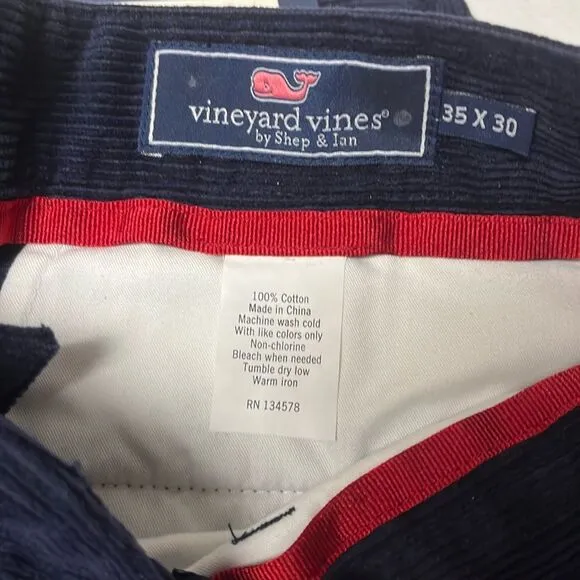 vineyard vines®
by Shep & Ian
35 X 30
100% Cotton
Made in China
Machine wash cold
With like colors only
Non-chlorine
Bleach when needed
Tumble dry low
Warm iron
RN 134578